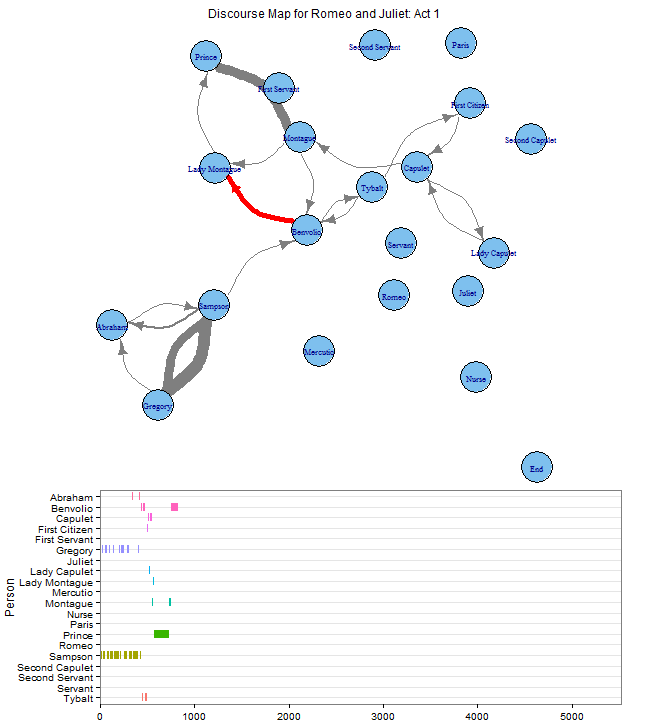 Discourse Map for Romeo and Juliet: Act 1
Prince
Second Servant
Paris
First Servant
First Citizen
Montague
Second Capulet
Lady Montague
Capulet
Tybalt
Benvolio
Servant
Lady Capulet
Romeo
Juliet
Sampson
Abraham
Mercutio
Nurse
Gregory
End
Person
Abraham
Benvolio
Capulet
First Citizen
First Servant
Gregory
Juliet
Lady Capulet
Lady Montague
Mercutio
Montague
Nurse
Paris
Prince
Romeo
Sampson
Second Capulet
Second Servant
Servant
Tybalt
0 1000 2000 3000 4000 5000